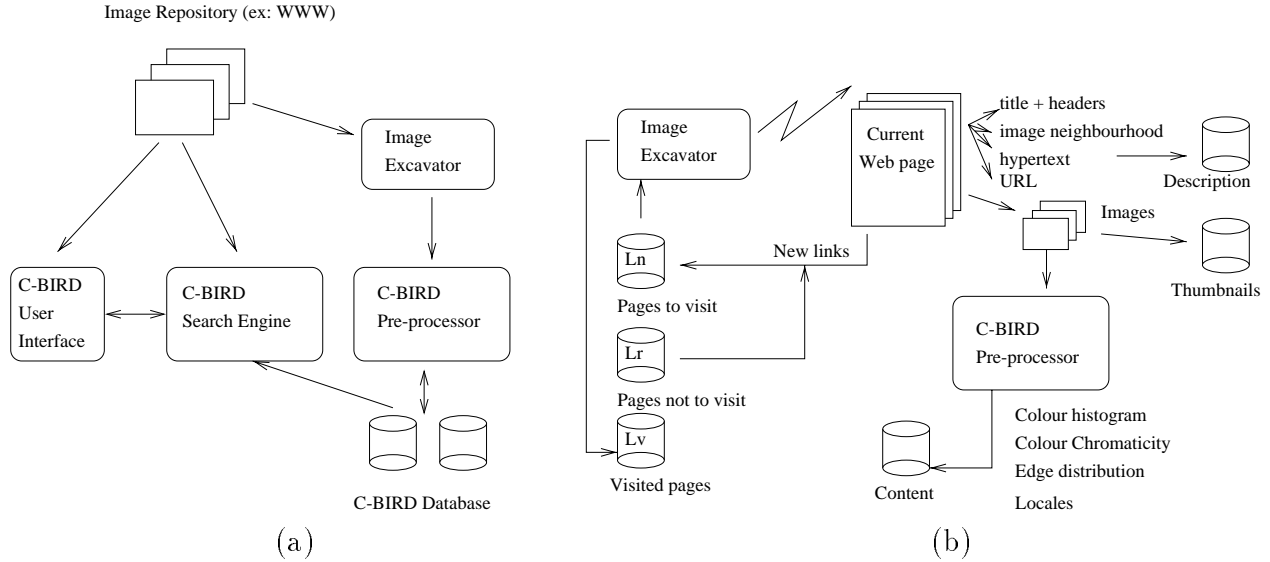 Image Repository (ex: WWW)
Image
Excavator
C-BIRD
User
Interface
C-BIRD
Search Engine
C-BIRD
Pre-processor
C-BIRD Database
(a)
Image
Excavator
Current
Web page
title + headers
image neighbourhood
hypertext
URL
Description
Images
Thumbnails
New links
Ln
Pages to visit
Lr
Pages not to visit
Lv
Visited pages
C-BIRD
Pre-processor
Colour histogram
Colour Chromaticity
Edge distribution
Locales
Content
(b)